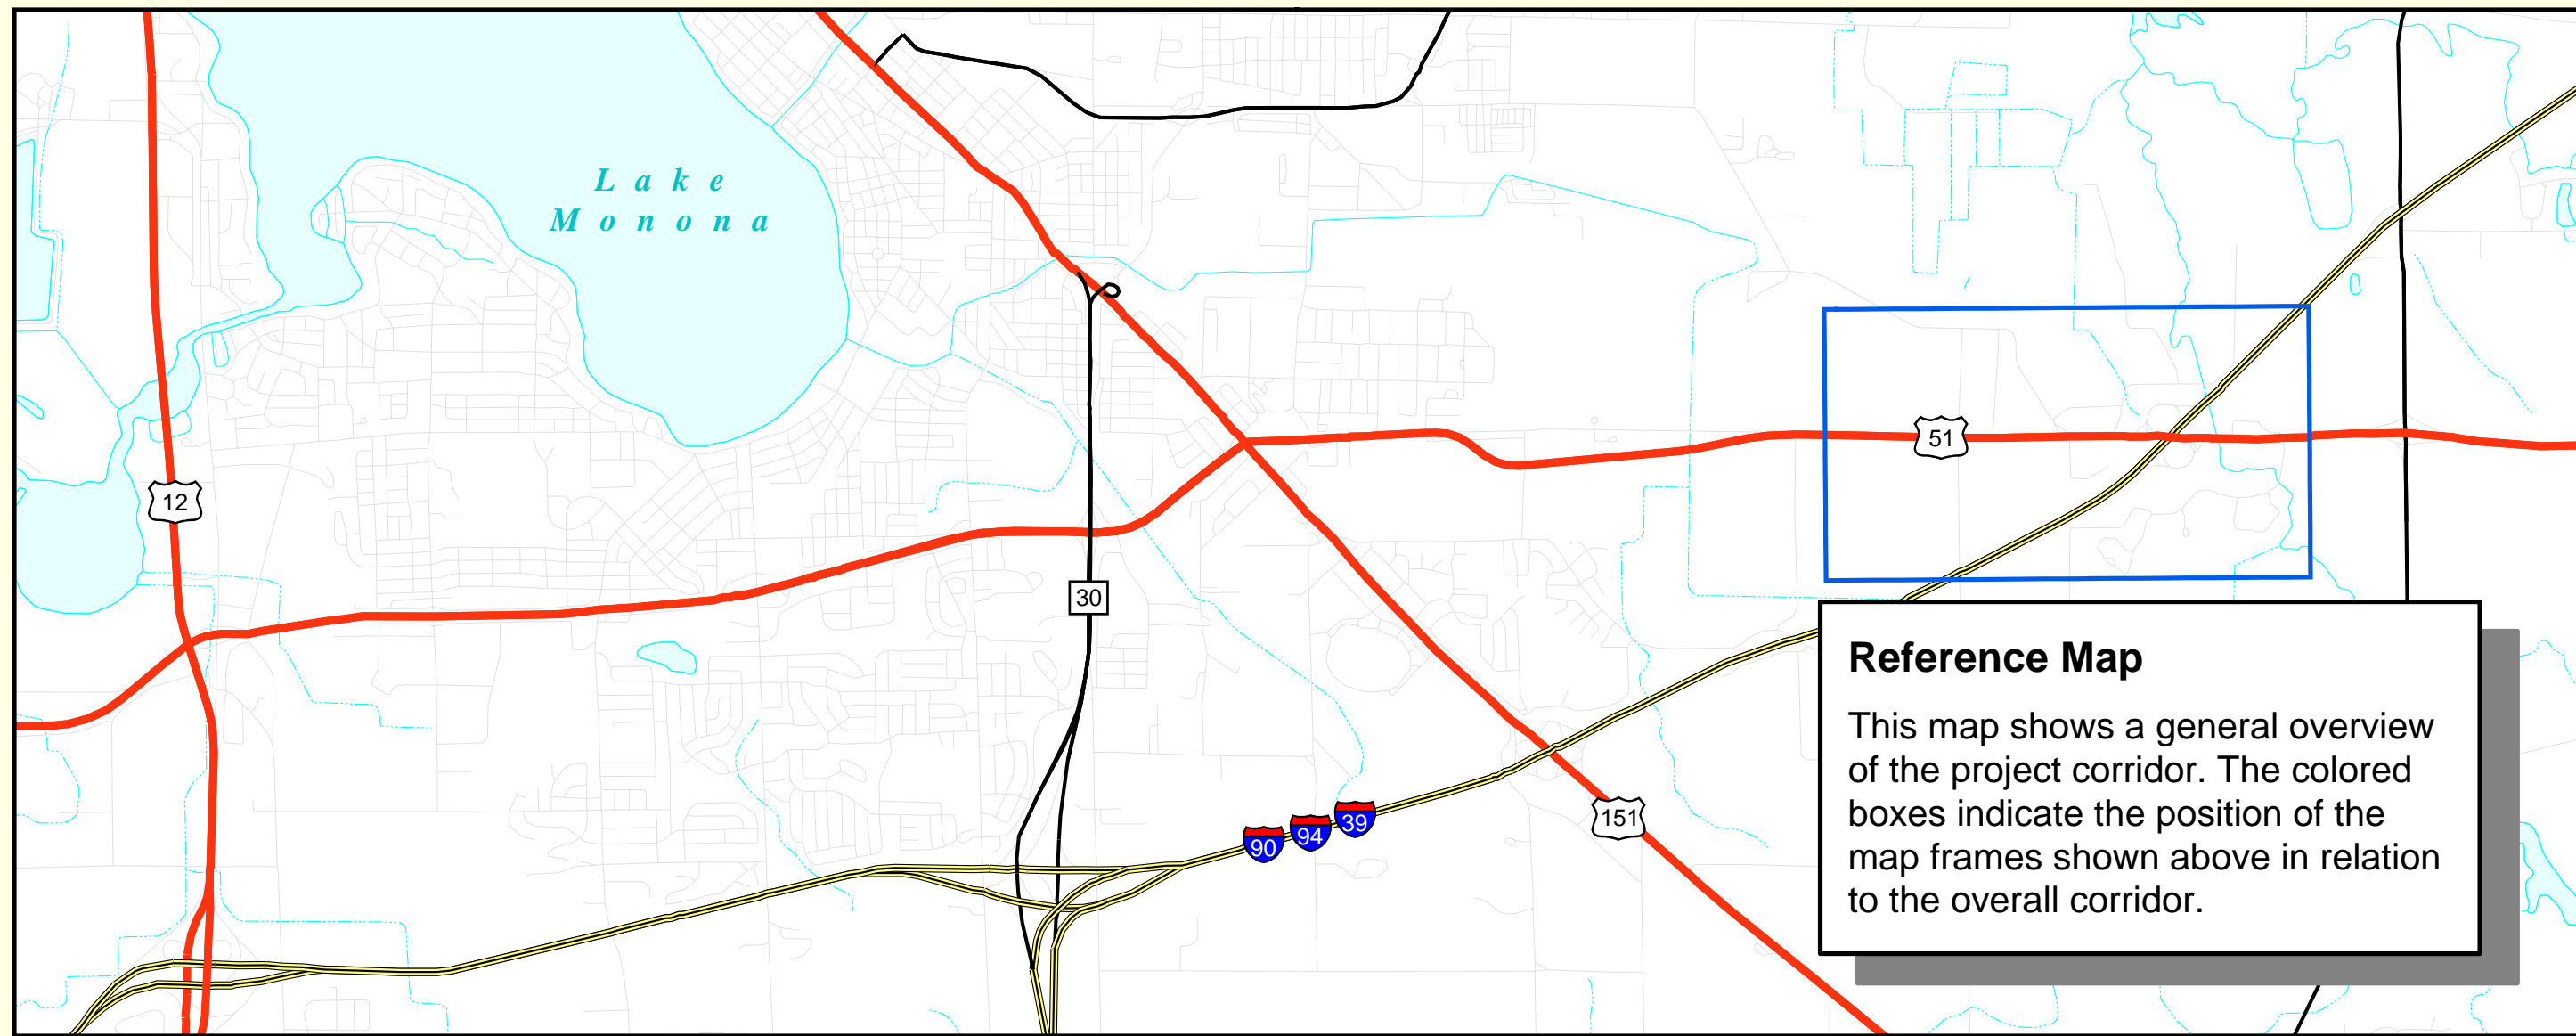 Lake
Monona
12
30
51
151
90
94
39
Reference Map
This map shows a general overview
of the project corridor. The colored
boxes indicate the position of the
map frames shown above in relation
to the overall corridor.